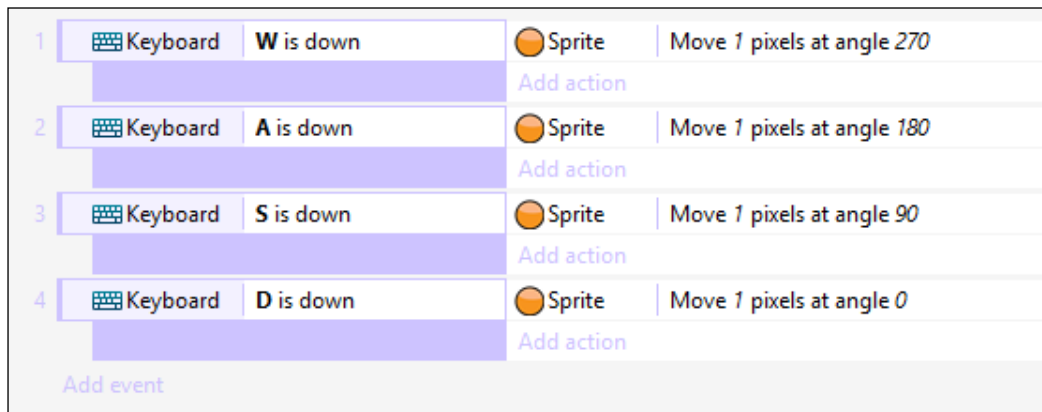 1 Keyboard W is down Sprite Move 1 pixels at angle 270
Add action
2 Keyboard A is down Sprite Move 1 pixels at angle 180
Add action
3 Keyboard S is down Sprite Move 1 pixels at angle 90
Add action
4 Keyboard D is down Sprite Move 1 pixels at angle 0
Add action
Add event